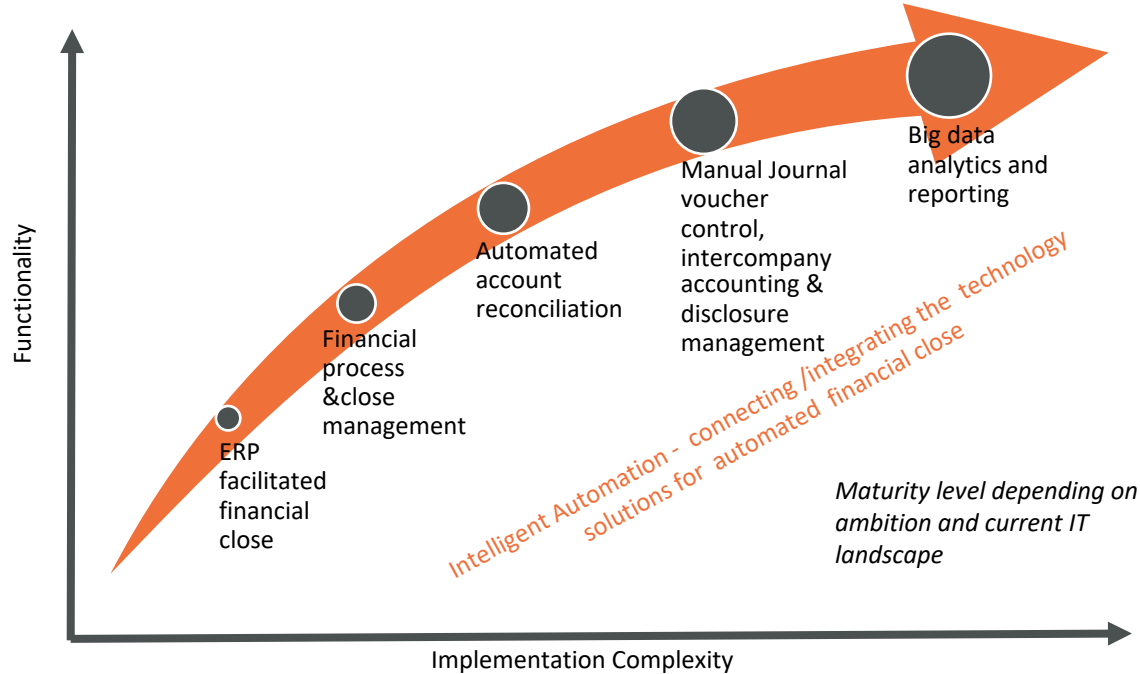 Functionality
ERP
facilitated
financial
close
Financial
process
&close
management
Automated
account
reconciliation
Manual Journal
voucher
control,
intercompany
accounting &
disclosure
management
Big data
analytics and
reporting
Intelligent Automation - connecting /integrating the technology
solutions for automated financial close
Maturity level depending on
ambition and current IT
landscape
Implementation Complexity